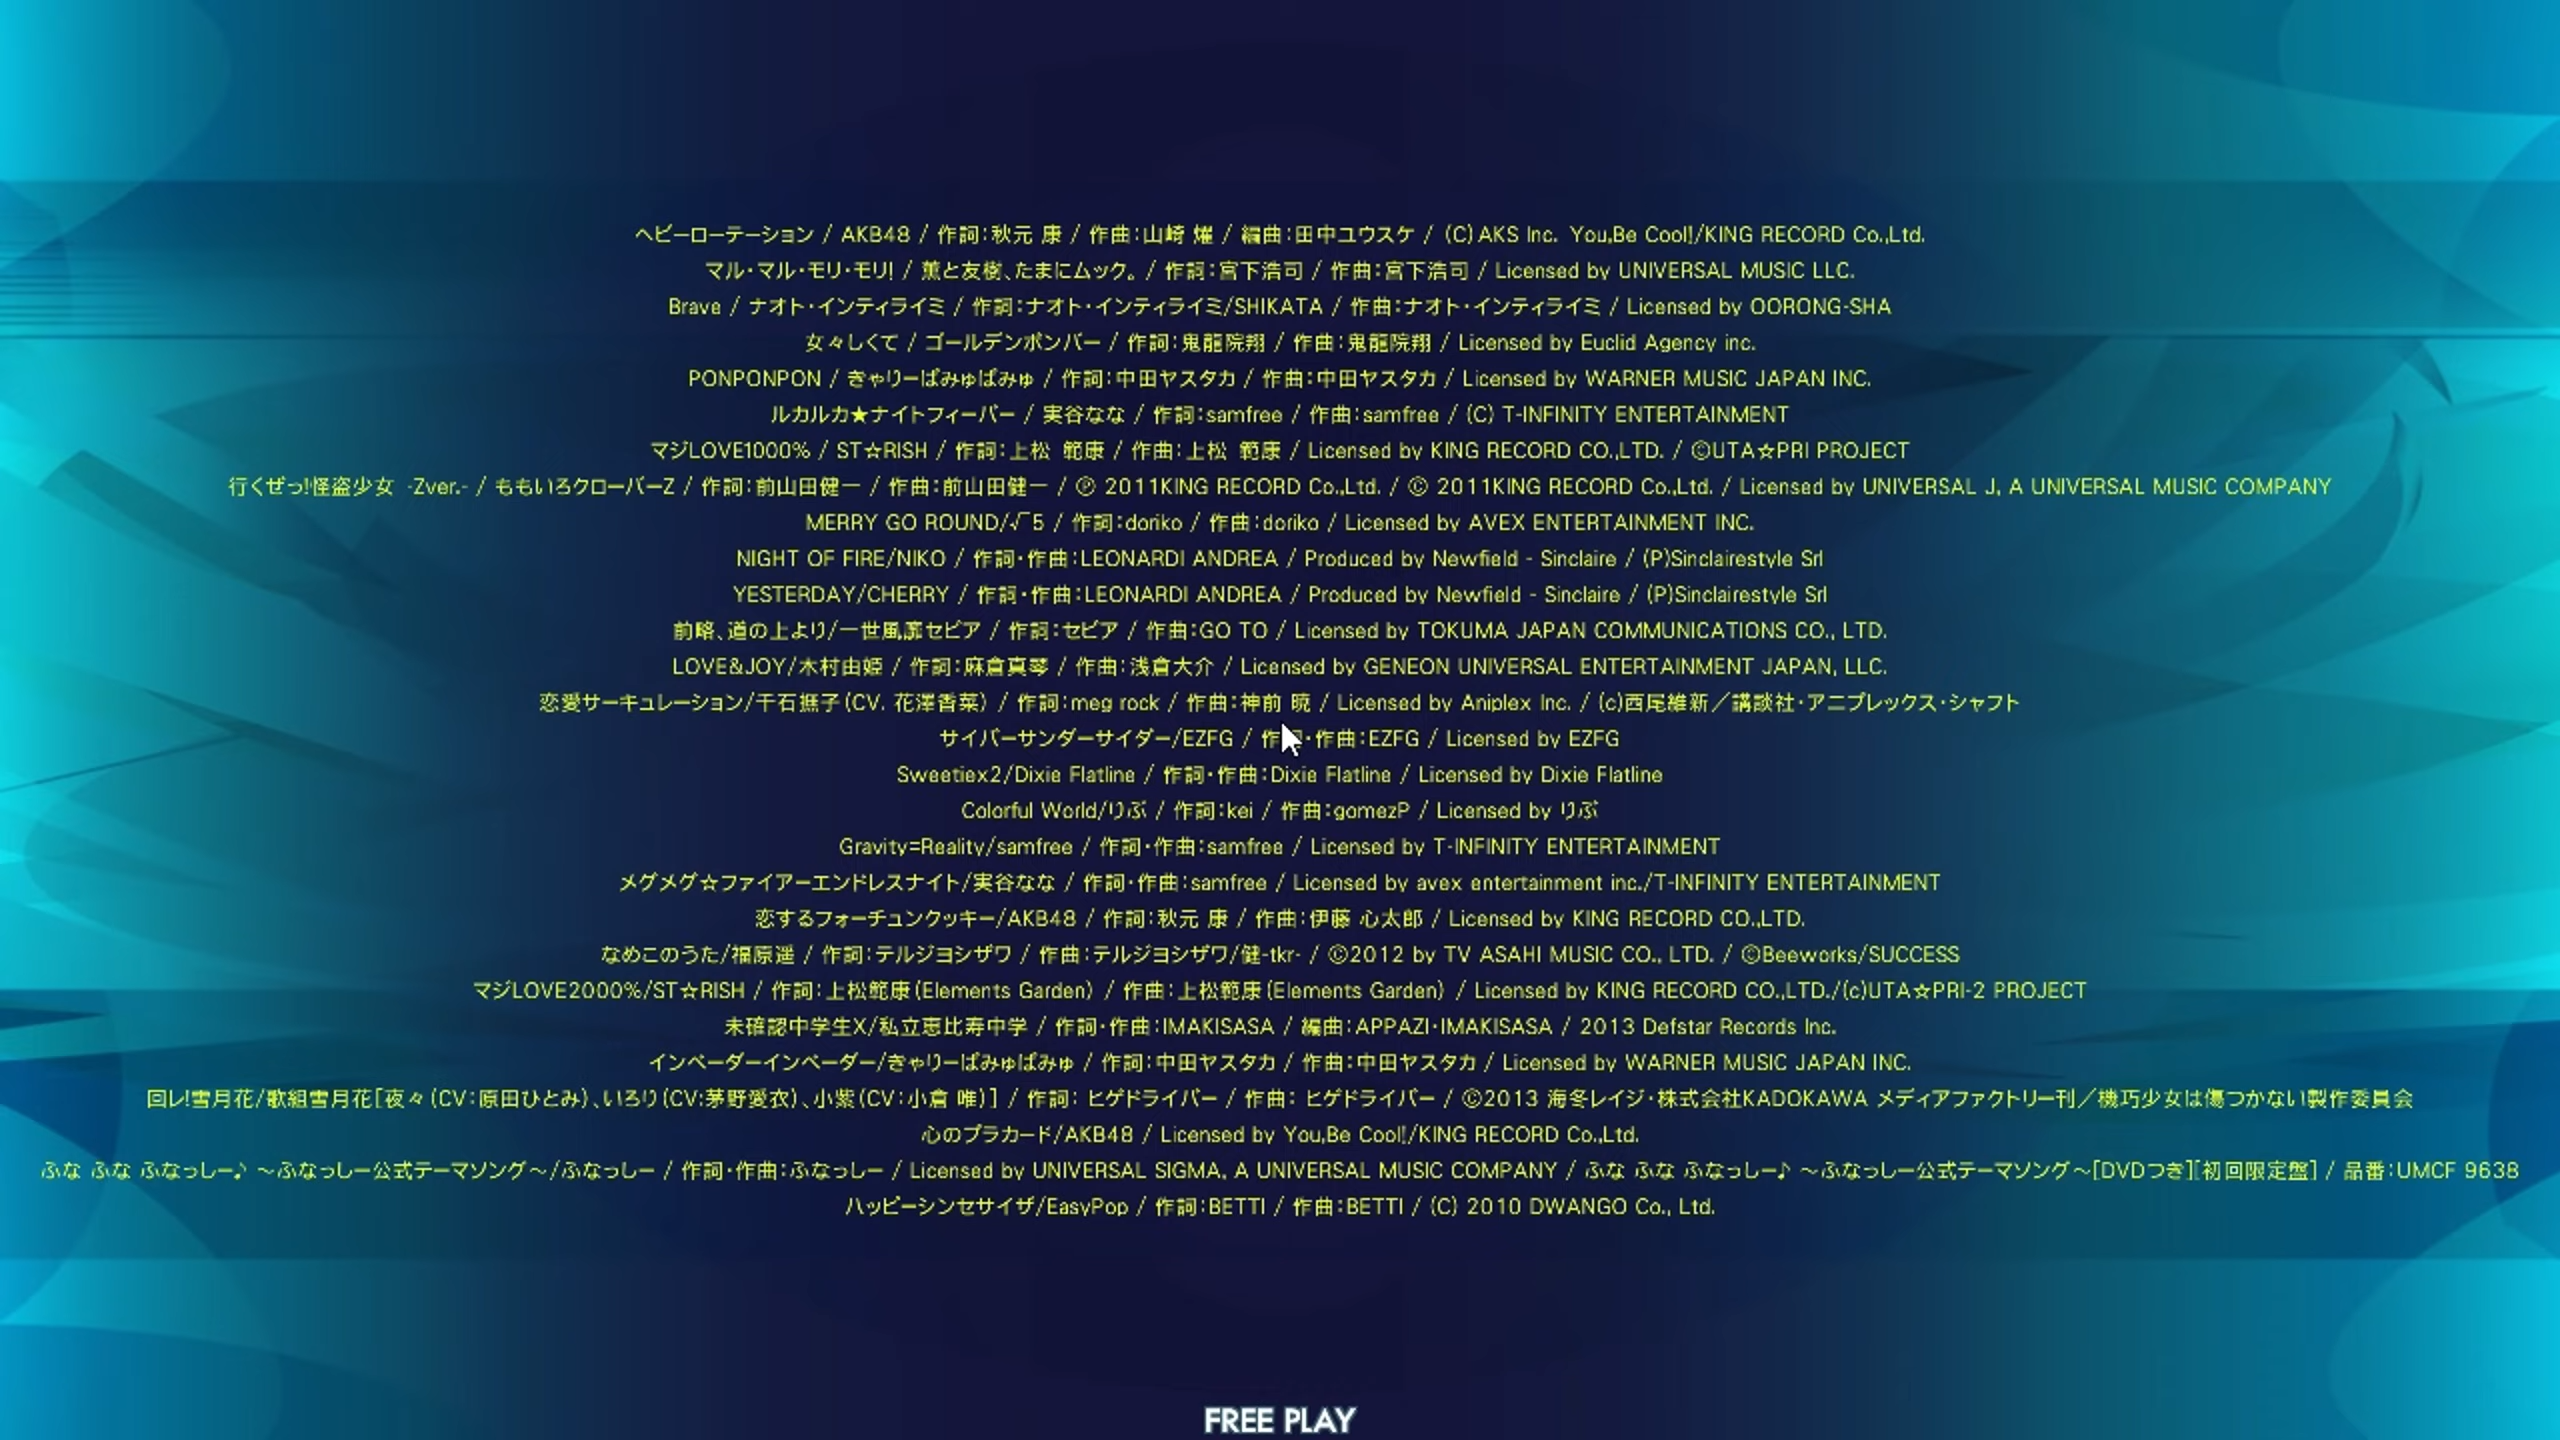 ヘビーローテーション / AKB48 / 作詞：秋元 康 / 作曲：山崎 燿 / 編曲：田中ユウスケ / (C) AKS Inc. You,Be Cool!/KING RECORD Co.,Ltd.
マル・マル・モリ・モリ! / 薫と友樹、たまにムック。 / 作詞：宮下浩司 / 作曲：宮下浩司 / Licensed by UNIVERSAL MUSIC LLC.
Brave / ナオト・インティライミ / 作詞：ナオト・インティライミ/SHIKATA / 作曲：ナオト・インティライミ / Licensed by OORONG-SHA
女々しくて / ゴールデンボンバー / 作詞：鬼龍院翔 / 作曲：鬼龍院翔 / Licensed by Euclid Agency inc.
PONPONPON / きゃりーぱみゅぱみゅ / 作詞：中田ヤスタカ / 作曲：中田ヤスタカ / Licensed by WARNER MUSIC JAPAN INC.
ルカルカ★ナイトフィーバー / 実谷なな / 作詞：samfree / 作曲：samfree / (C) T-INFINITY ENTERTAINMENT
マジLOVE1000% / ST☆RISH / 作詞：上松 範康 / 作曲：上松 範康 / Licensed by KING RECORD CO.,LTD. / ©UTA☆PRI PROJECT
行くぜっ!怪盗少女 -Zver.- / ももいろクローバーZ / 作詞：前山田健一 / 作曲：前山田健一 / ℗ 2011KING RECORD Co.,Ltd. / © 2011KING RECORD Co.,Ltd. / Licensed by UNIVERSAL J, A UNIVERSAL MUSIC COMPANY
MERRY GO ROUND/√5 / 作詞：doriko / 作曲：doriko / Licensed by AVEX ENTERTAINMENT INC.
NIGHT OF FIRE/NIKO / 作詞・作曲：LEONARDI ANDREA / Produced by Newfield - Sinclaire / (P)Sinclairestyle Srl
YESTERDAY/CHERRY / 作詞・作曲：LEONARDI ANDREA / Produced by Newfield - Sinclaire / (P)Sinclairestyle Srl
前略、道の上より/一世風靡セピア / 作詞：セピア / 作曲：GO TO / Licensed by TOKUMA JAPAN COMMUNICATIONS CO., LTD.
LOVE&JOY/木村由姫 / 作詞：麻倉真琴 / 作曲：浅倉大介 / Licensed by GENEON UNIVERSAL ENTERTAINMENT JAPAN, LLC.
恋愛サーキュレーション/千石撫子(CV. 花澤香菜) / 作詞：meg rock / 作曲：神前 暁 / Licensed by Aniplex Inc. / (c)西尾維新／講談社・アニプレックス・シャフト
サイバーサンダーサイダー/EZFG / 作詞・作曲：EZFG / Licensed by EZFG
Sweetiex2/Dixie Flatline / 作詞・作曲：Dixie Flatline / Licensed by Dixie Flatline
Colorful World/りぶ / 作詞：kei / 作曲：gomezP / Licensed by りぶ
Gravity=Reality/samfree / 作詞・作曲：samfree / Licensed by T-INFINITY ENTERTAINMENT
メグメグ☆ファイアーエンドレスナイト/実谷なな / 作詞・作曲：samfree / Licensed by avex entertainment inc./T-INFINITY ENTERTAINMENT
恋するフォーチュンクッキー/AKB48 / 作詞：秋元 康 / 作曲：伊藤 心太郎 / Licensed by KING RECORD CO.,LTD.
なめこのうた/福原遥 / 作詞：テルジヨシザワ / 作曲：テルジヨシザワ/健-tkr- / ©2012 by TV ASAHI MUSIC CO., LTD. / ©Beeworks/SUCCESS
マジLOVE2000%/ST☆RISH / 作詞：上松範康(Elements Garden) / 作曲：上松範康(Elements Garden) / Licensed by KING RECORD CO.,LTD./(c)UTA☆PRI-2 PROJECT
未確認中学生X/私立恵比寿中学 / 作詞・作曲：IMAKISASA / 編曲：APPAZI・IMAKISASA / 2013 Defstar Records Inc.
インベーダーインベーダー/きゃりーぱみゅぱみゅ / 作詞：中田ヤスタカ / 作曲：中田ヤスタカ / Licensed by WARNER MUSIC JAPAN INC.
回レ!雪月花/歌組雪月花[夜々(CV：原田ひとみ)、いろり(CV:茅野愛衣)、小紫(CV：小倉 唯)] / 作詞： ヒゲドライバー / 作曲： ヒゲドライバー / ©2013 海冬レイジ・株式会社KADOKAWA メディアファクトリー刊／機巧少女は傷つかない製作委員会
心のプラカード/AKB48 / Licensed by You,Be Cool!/KING RECORD Co.,Ltd.
ふな ふな ふなっしー♪ ～ふなっしー公式テーマソング～/ふなっしー / 作詞・作曲：ふなっしー / Licensed by UNIVERSAL SIGMA, A UNIVERSAL MUSIC COMPANY / ふな ふな ふなっしー♪ ～ふなっしー公式テーマソング～[DVDつき][初回限定盤] / 品番：UMCF 9638
ハッピーシンセサイザ/EasyPop / 作詞：BETTI / 作曲：BETTI / (C) 2010 DWANGO Co., Ltd.
FREE PLAY